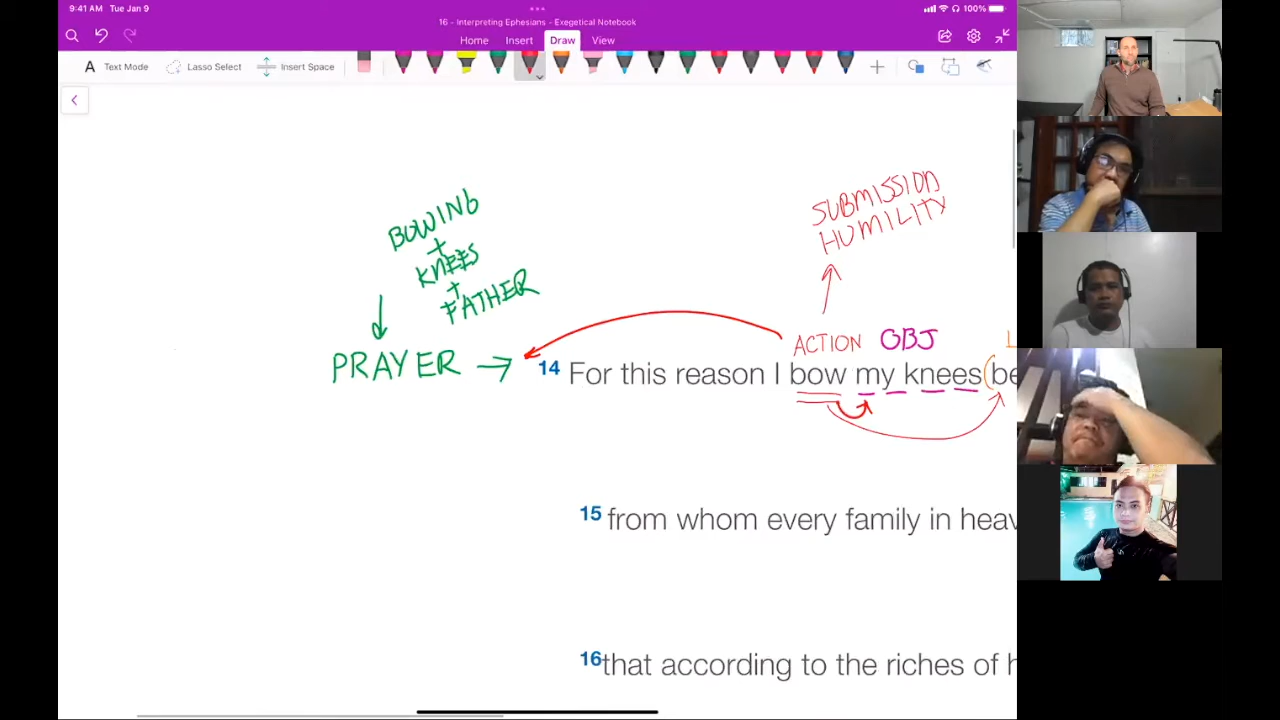 9:41 AM Tue Jan 9
100%
16 - Interpreting Ephesians - Exegetical Notebook
Home Insert Draw View
A Text Mode Lasso Select Insert Space
SUBMISSION
HUMILITY
BOWING
+
KNEES
+
FATHER
ACTION OBJ
PRAYER →
14 For this reason I bow my knees (be
15 from whom every family in heav
16 that according to the riches of h